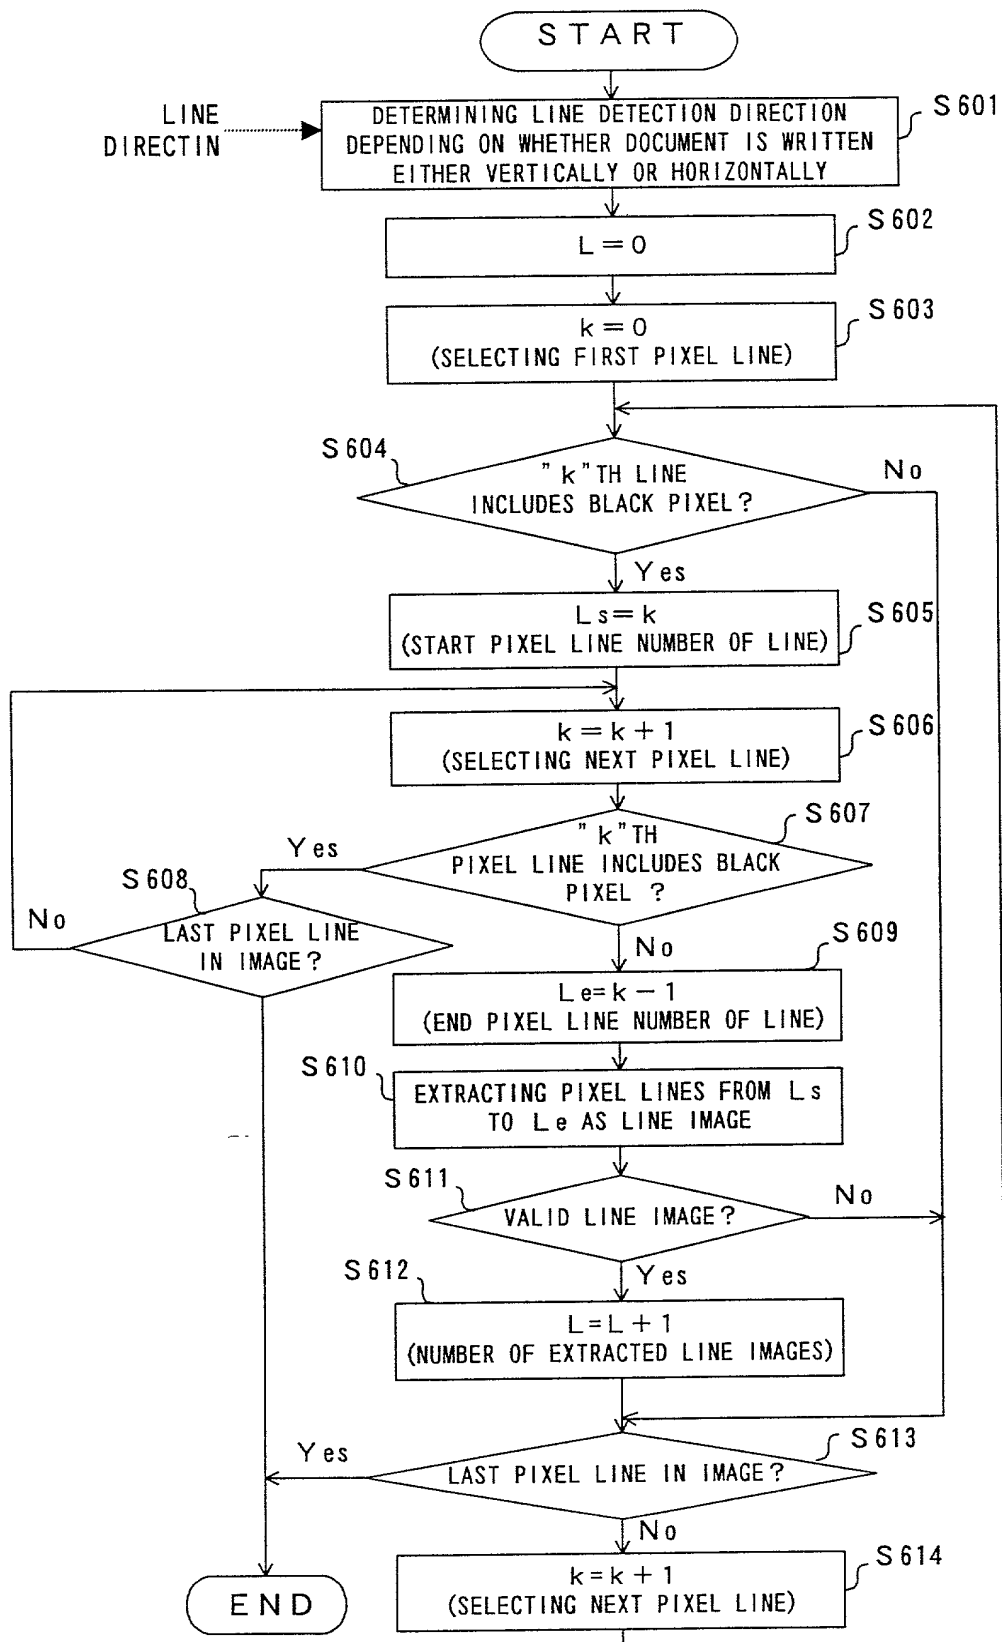 START
LINE
DIRECTIN
DETERMINING LINE DETECTION DIRECTION
DEPENDING ON WHETHER DOCUMENT IS WRITTEN
EITHER VERTICALLY OR HORIZONTALLY
S601
L=0
S602
k=0
(SELECTING FIRST PIXEL LINE)
S603
S604
"k"TH LINE
INCLUDES BLACK PIXEL?
No
Yes
Ls=k
(START PIXEL LINE NUMBER OF LINE)
S605
k=k+1
(SELECTING NEXT PIXEL LINE)
S606
S607
"k"TH
PIXEL LINE INCLUDES BLACK
PIXEL ?
Yes
S608
No
LAST PIXEL LINE
IN IMAGE?
No
S609
Le=k-1
(END PIXEL LINE NUMBER OF LINE)
S610
EXTRACTING PIXEL LINES FROM Ls
TO Le AS LINE IMAGE
S611
VALID LINE IMAGE?
No
Yes
S612
L=L+1
(NUMBER OF EXTRACTED LINE IMAGES)
S613
LAST PIXEL LINE IN IMAGE?
Yes
No
S614
k=k+1
(SELECTING NEXT PIXEL LINE)
END